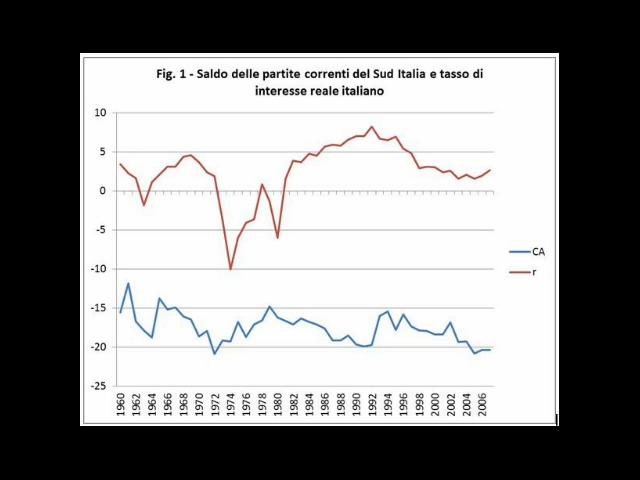 Fig. 1 - Saldo delle partite correnti del Sud Italia e tasso di
interesse reale italiano
10
5
0
-5
-10
-15
-20
-25
CA
r
1960 1962 1964 1966 1968 1970 1972 1974 1976 1978 1980 1982 1984 1986 1988 1990 1992 1994 1996 1998 2000 2002 2004 2006